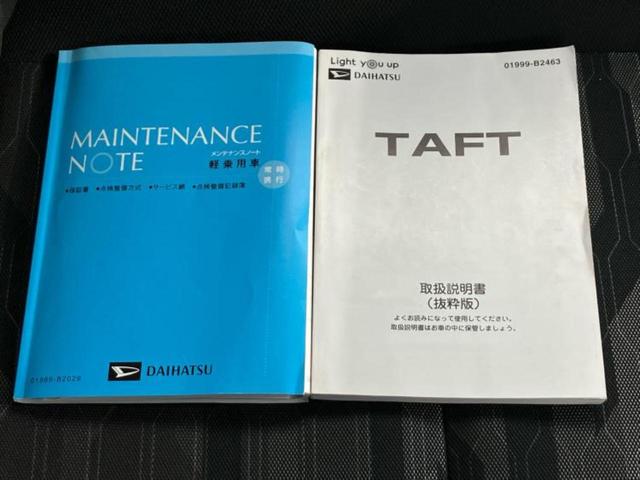 MAINTENANCE
NOTE
メンテナンスノート
軽乗用車
常時
携行
●保証書 ●点検整備方式 ●サービス網 ●点検整備記録簿
DAIHATSU
01999-B2029
Light you up
DAIHATSU
01999-B2463
TAFT
取扱説明書
(抜粋版)
よくお読みになって使用してください。
取扱説明書はお車の中に保管しましょう。